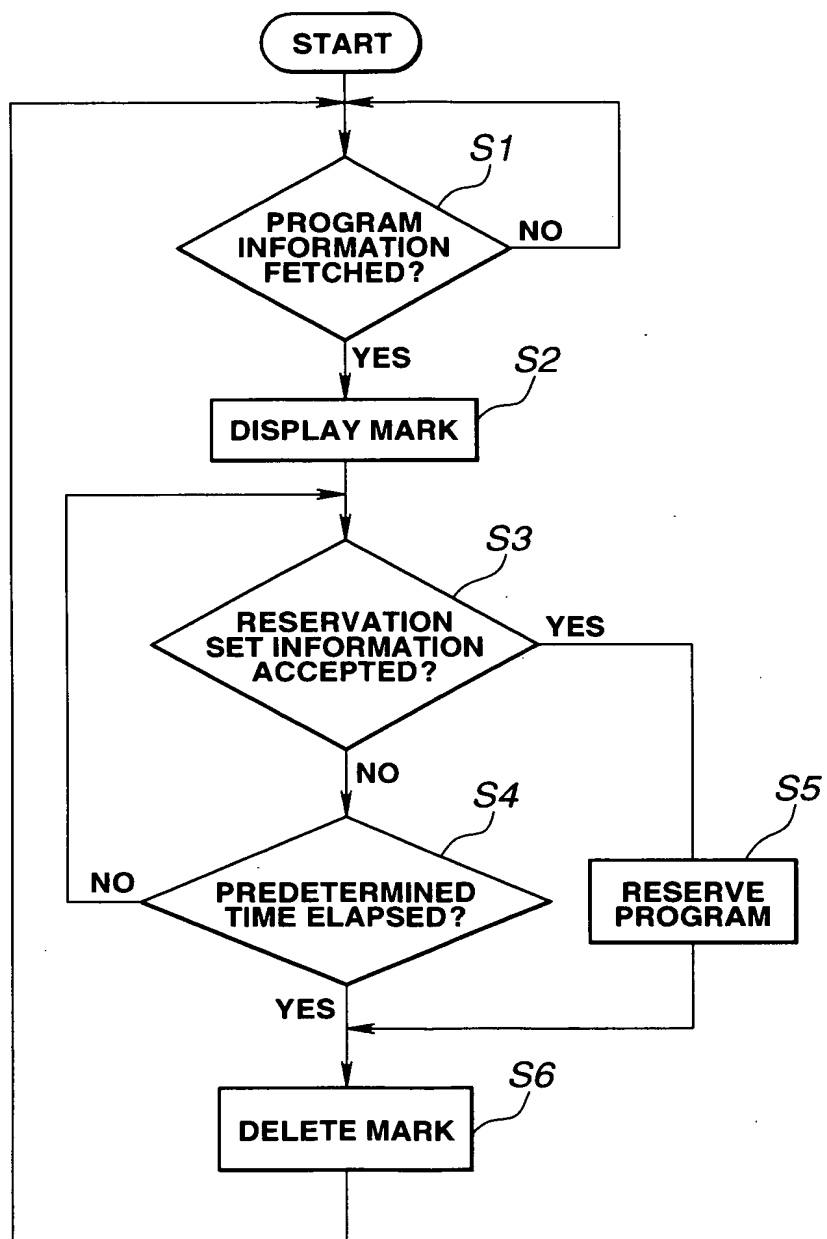 START
S1
PROGRAM
INFORMATION
FETCHED?
NO
YES
S2
DISPLAY MARK
S3
RESERVATION
SET INFORMATION
ACCEPTED?
YES
NO
S4
PREDETERMINED
TIME ELAPSED?
NO
S5
RESERVE
PROGRAM
YES
S6
DELETE MARK